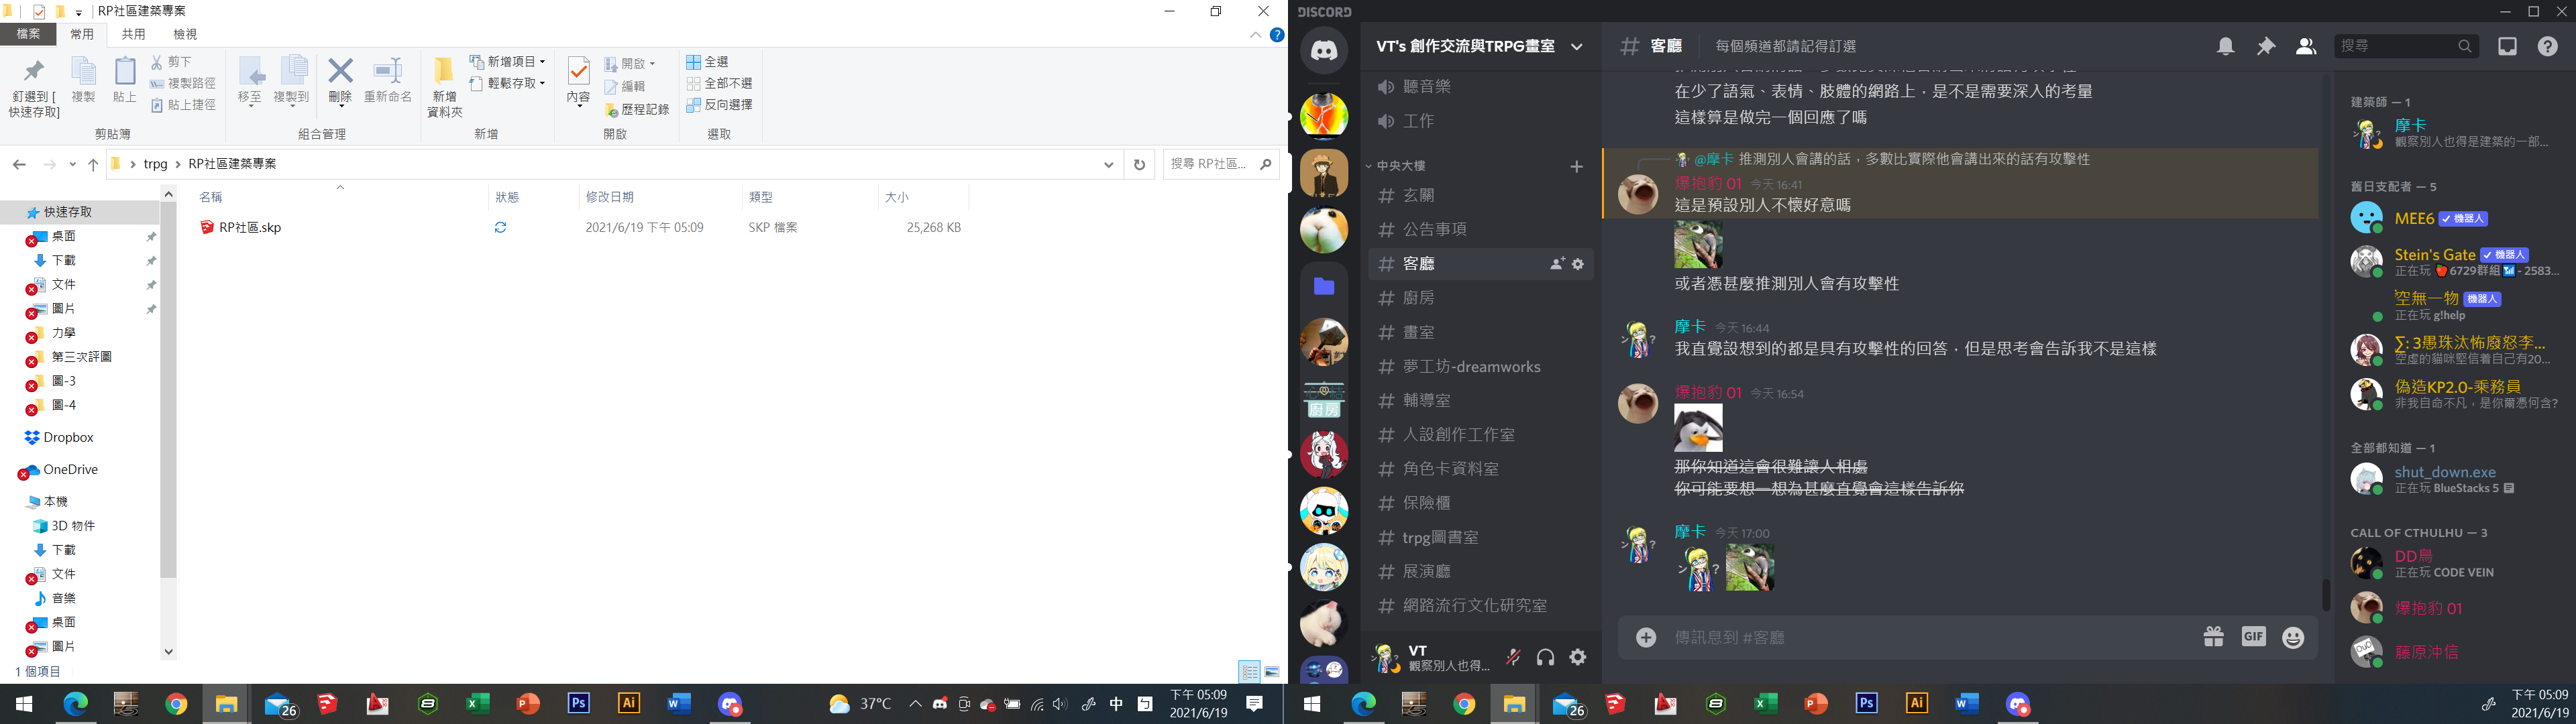 RP社區建築專案
檔案
常用
共用
檢視
釘選到 [
快速存取]
複製
貼上
剪下
複製路徑
貼上捷徑
剪貼簿
移至
複製到
刪除
重新命名
組合管理
新增
資料夾
新增項目
輕鬆存取
新增
內容
開啟
編輯
歷程記錄
開啟
全選
全部不選
反向選擇
選取
trpg > RP社區建築專案
搜尋 RP社區...
名稱
狀態
修改日期
類型
大小
RP社區.skp
2021/6/19 下午 05:09
SKP 檔案
25,268 KB
快速存取
桌面
下載
文件
圖片
力學
第三次評圖
圖-3
圖-4
Dropbox
OneDrive
本機
3D 物件
下載
文件
音樂
桌面
圖片
1 個項目
26
37°C
中
下午 05:09
2021/6/19
DISCORD
VT's 創作交流與TRPG畫室
聽音樂
工作
中央大樓
玄關
公告事項
客廳
廚房
畫室
夢工坊-dreamworks
輔導室
人設創作工作室
角色卡資料室
保險櫃
trpg圖書室
展演廳
網路流行文化研究室
VT
觀察別人也得...
客廳
每個頻道都請記得訂選
搜尋
在少了語氣、表情、肢體的網路上，是不是需要深入的考量
這樣算是做完一個回應了嗎
@摩卡 推測別人會講的話，多數比實際他會講出來的話有攻擊性
爆抱豹 01 今天 16:41
這是預設別人不懷好意嗎
或者憑甚麼推測別人會有攻擊性
摩卡 今天 16:44
我直覺設想到的都是具有攻擊性的回答，但是思考會告訴我不是這樣
爆抱豹 01 今天 16:54
那你知道這會很難讓人相處
你可能要想一想為甚麼直覺會這樣告訴你
摩卡 今天 17:00
傳訊息到 #客廳
GIF
建築師 — 1
摩卡
觀察別人也得是建築的一部...
舊日支配者 — 5
MEE6 機器人
Stein's Gate 機器人
正在玩 6729群組 - 2583...
空無一物 機器人
正在玩 g!help
∑: 3愚珠汰怖廢怒李...
空虛的貓咪堅信着自己有20...
偽造KP2.0-乘務員
非我自命不凡，是你爾憑何含?
全部都知道 — 1
shut_down.exe
正在玩 BlueStacks 5
CALL OF CTHULHU — 3
DD鳥
正在玩 CODE VEIN
爆抱豹 01
藤原沖信
26
下午 05:09
2021/6/19